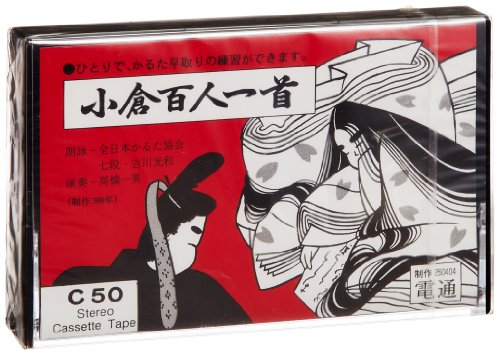 ●ひとりで、かるた早取りの練習ができます。
小倉百人一首
朗詠－全日本かるた協会
七段・吉川光和
演奏－高橋一男
C50
Stereo
Cassette Tape
制作 260404
電通